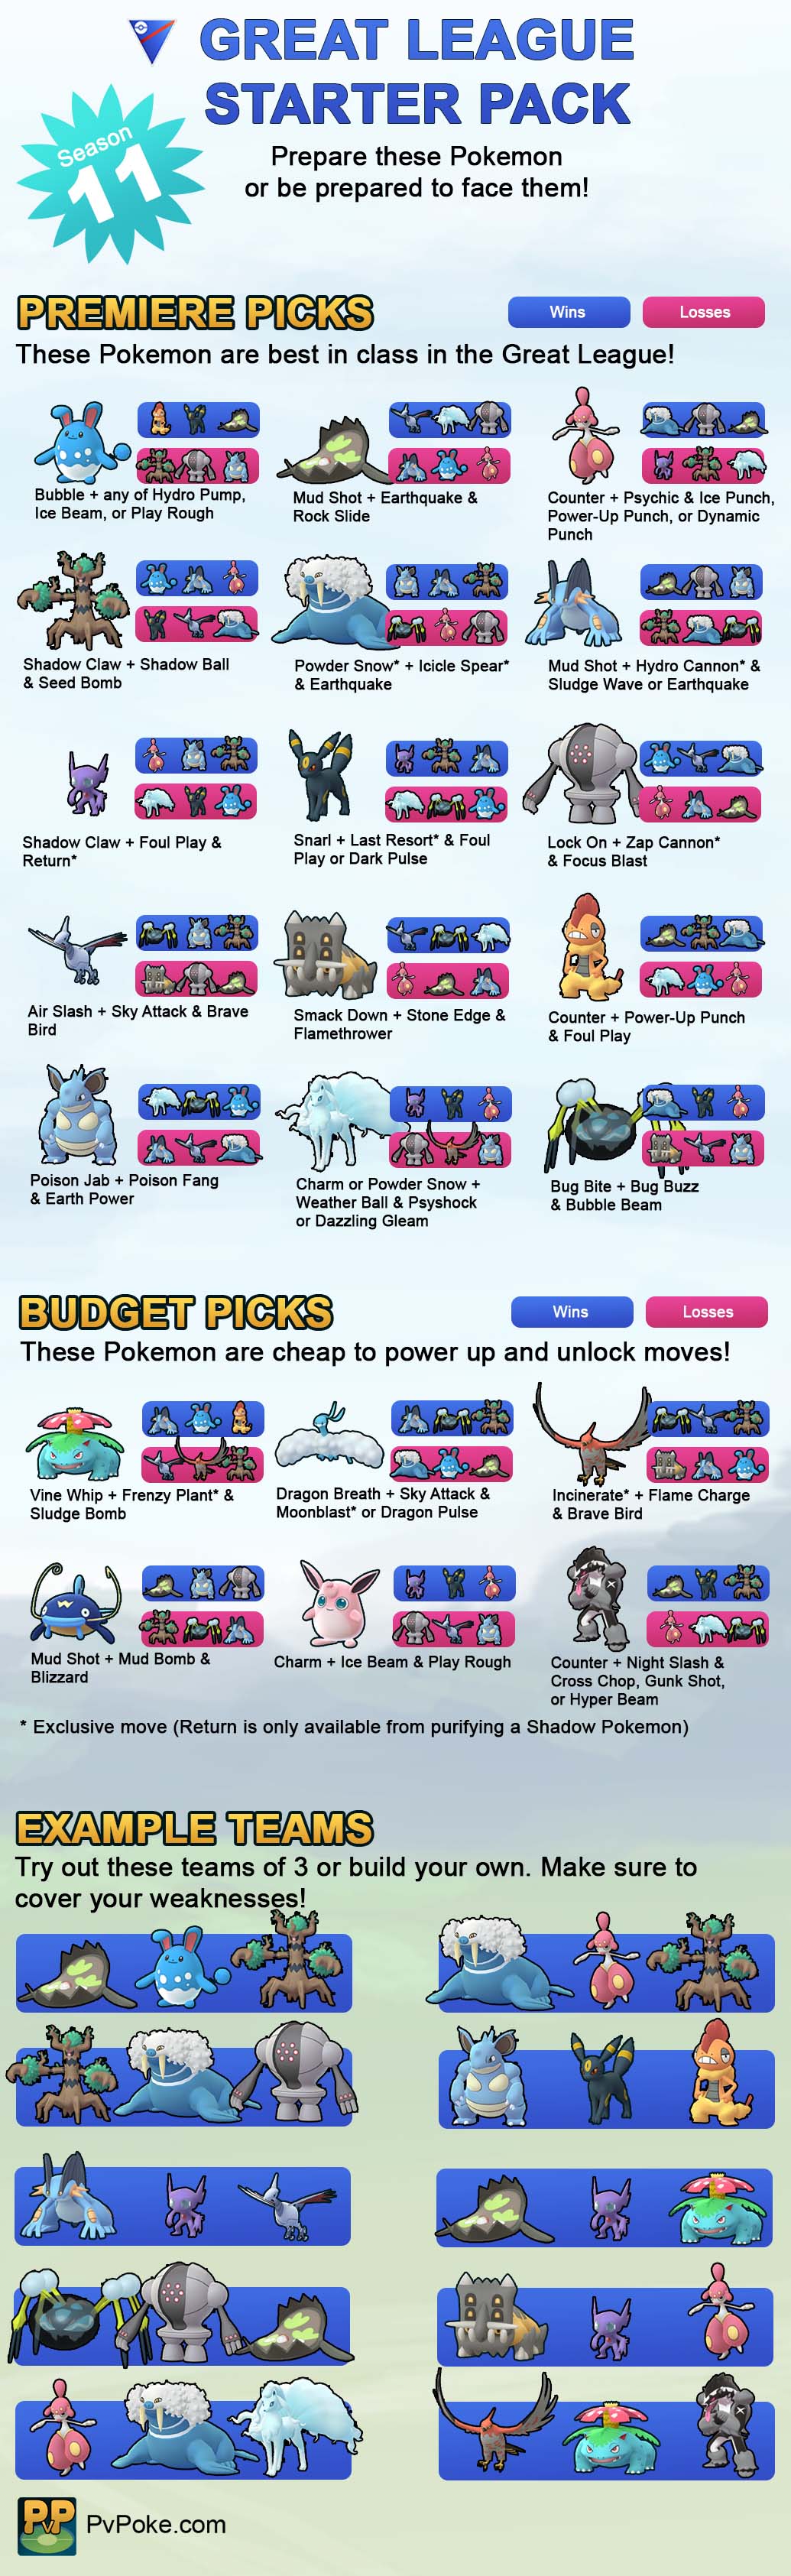 GREAT LEAGUE
STARTER PACK
Season
11
Prepare these Pokemon
or be prepared to face them!
PREMIERE PICKS
Wins
Losses
These Pokemon are best in class in the Great League!
Bubble + any of Hydro Pump,
Ice Beam, or Play Rough
Mud Shot + Earthquake &
Rock Slide
Counter + Psychic & Ice Punch,
Power-Up Punch, or Dynamic
Punch
Shadow Claw + Shadow Ball
& Seed Bomb
Powder Snow* + Icicle Spear*
& Earthquake
Mud Shot + Hydro Cannon* &
Sludge Wave or Earthquake
Shadow Claw + Foul Play &
Return*
Snarl + Last Resort* & Foul
Play or Dark Pulse
Lock On + Zap Cannon*
& Focus Blast
Air Slash + Sky Attack & Brave
Bird
Smack Down + Stone Edge &
Flamethrower
Counter + Power-Up Punch
& Foul Play
Poison Jab + Poison Fang
& Earth Power
Charm or Powder Snow +
Weather Ball & Psyshock
or Dazzling Gleam
Bug Bite + Bug Buzz
& Bubble Beam
BUDGET PICKS
Wins
Losses
These Pokemon are cheap to power up and unlock moves!
Vine Whip + Frenzy Plant* &
Sludge Bomb
Dragon Breath + Sky Attack &
Moonblast* or Dragon Pulse
Incinerate* + Flame Charge
& Brave Bird
Mud Shot + Mud Bomb &
Blizzard
Charm + Ice Beam & Play Rough
Counter + Night Slash &
Cross Chop, Gunk Shot,
or Hyper Beam
* Exclusive move (Return is only available from purifying a Shadow Pokemon)
EXAMPLE TEAMS
Try out these teams of 3 or build your own. Make sure to
cover your weaknesses!
PvP
PvPoke.com